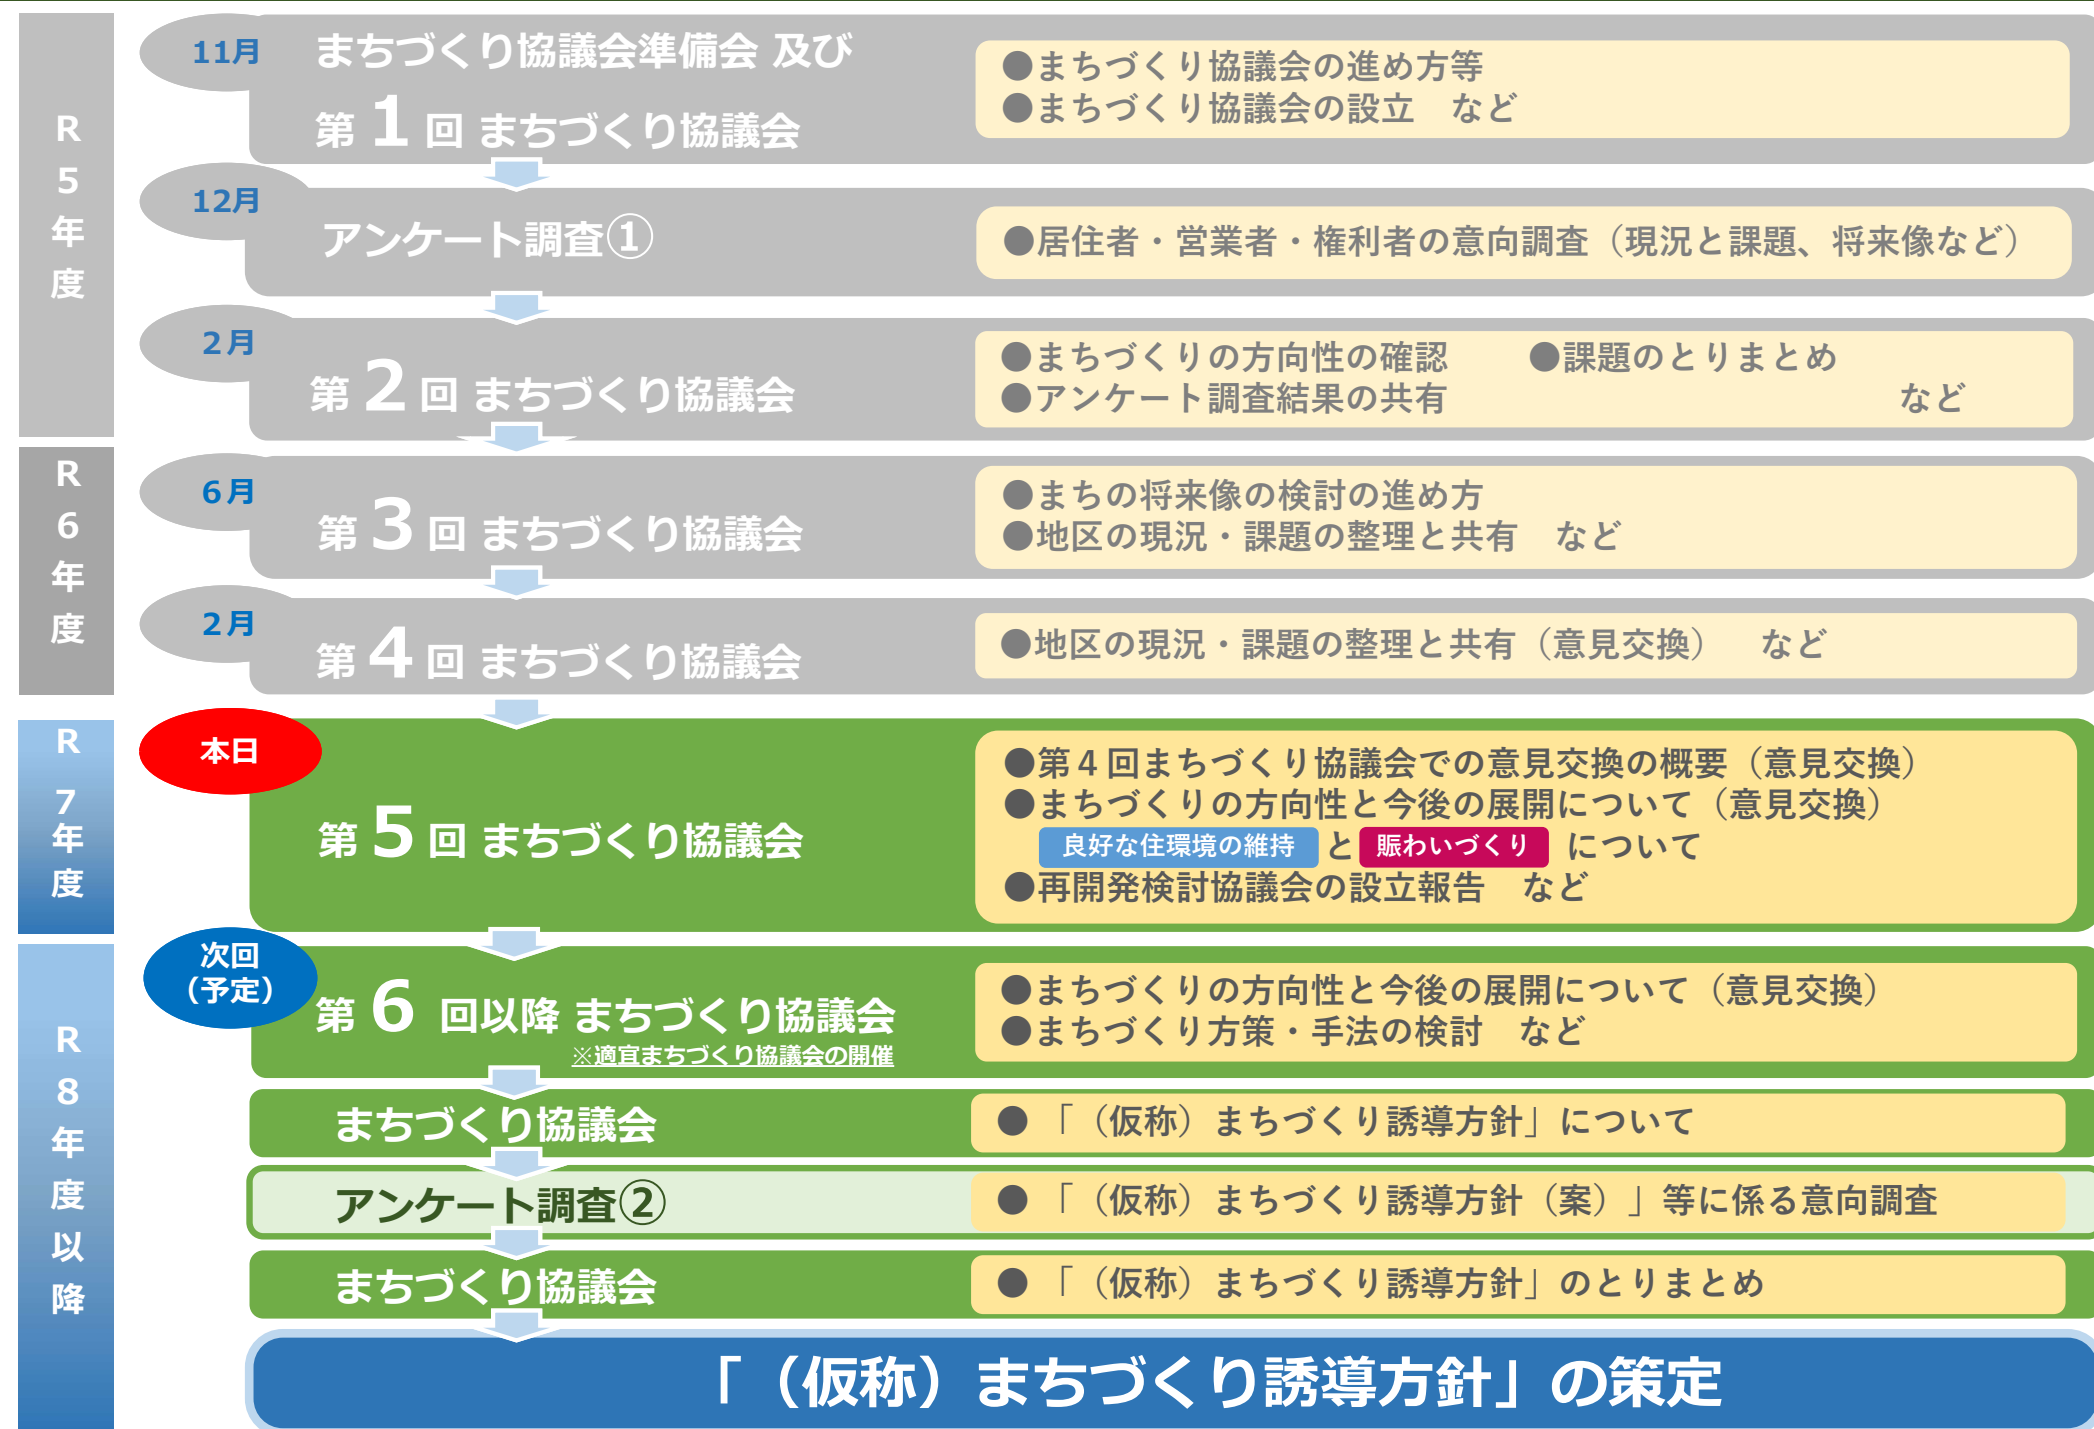 R5年度
11月
まちづくり協議会準備会 及び
第1回 まちづくり協議会
●まちづくり協議会の進め方等
●まちづくり協議会の設立　など
12月
アンケート調査①
●居住者・営業者・権利者の意向調査（現況と課題、将来像など）
2月
第2回 まちづくり協議会
●まちづくりの方向性の確認　　●課題のとりまとめ
●アンケート調査結果の共有　　　　　　　など
R6年度
6月
第3回 まちづくり協議会
●まちの将来像の検討の進め方
●地区の現況・課題の整理と共有　など
2月
第4回 まちづくり協議会
●地区の現況・課題の整理と共有（意見交換）　など
R7年度
本日
第5回 まちづくり協議会
●第４回まちづくり協議会での意見交換の概要（意見交換）
●まちづくりの方向性と今後の展開について（意見交換）
良好な住環境の維持 と 賑わいづくり について
●再開発検討協議会の設立報告　など
R8年度以降
次回
（予定）
第6回以降 まちづくり協議会
※適宜まちづくり協議会の開催
●まちづくりの方向性と今後の展開について（意見交換）
●まちづくり方策・手法の検討　など
まちづくり協議会
●「（仮称）まちづくり誘導方針」について
アンケート調査②
●「（仮称）まちづくり誘導方針（案）」等に係る意向調査
まちづくり協議会
●「（仮称）まちづくり誘導方針」のとりまとめ
「（仮称）まちづくり誘導方針」の策定